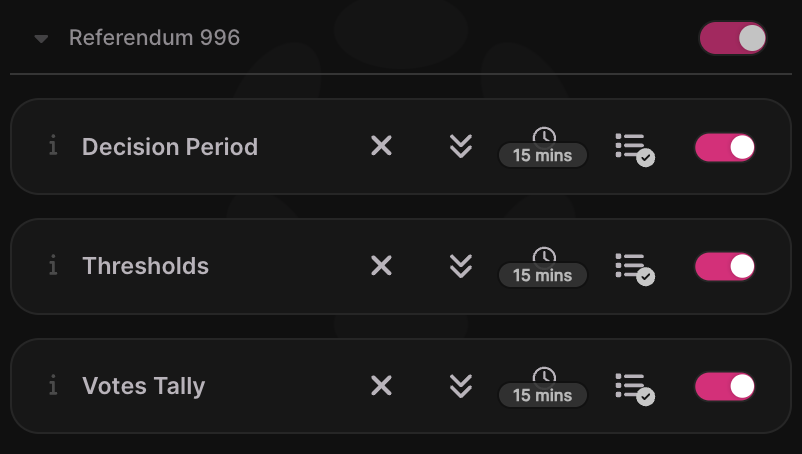 Referendum 996
Decision Period
15 mins
Thresholds
15 mins
Votes Tally
15 mins